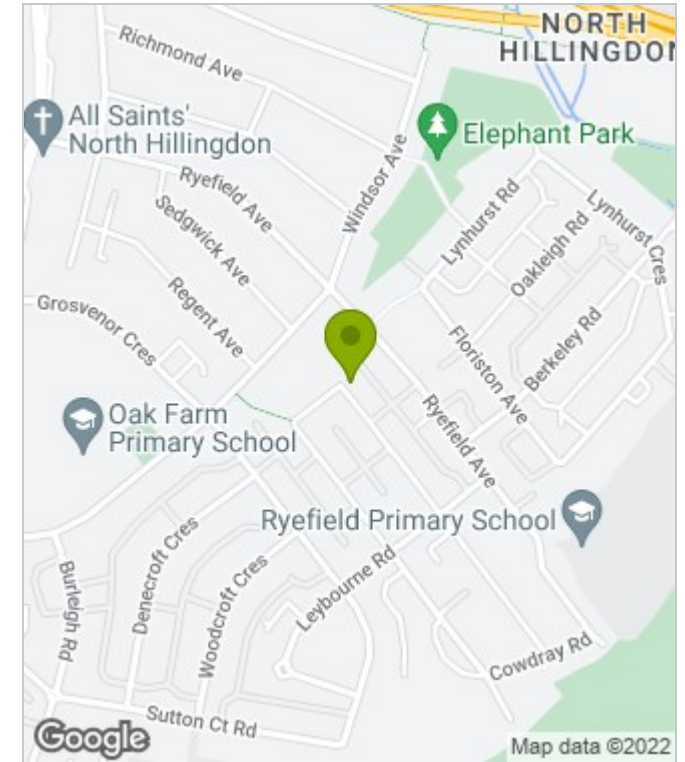 NORTH
HILLINGDON
Richmond Ave
All Saints'
North Hillingdon
Elephant Park
Windsor Ave
Ryefield Ave
Sedgwick Ave
Lynhurst Rd
Lynhurst Cres
Oakleigh Rd
Regent Ave
Grosvenor Cres
Floriston Ave
Berkeley Rd
Oak Farm
Primary School
Ryefield Ave
Ryefield Primary School
Denecroft Cres
Woodcroft Cres
Leybourne Rd
Burleigh Rd
Cowdray Rd
Sutton Ct Rd
Google
Map data ©2022